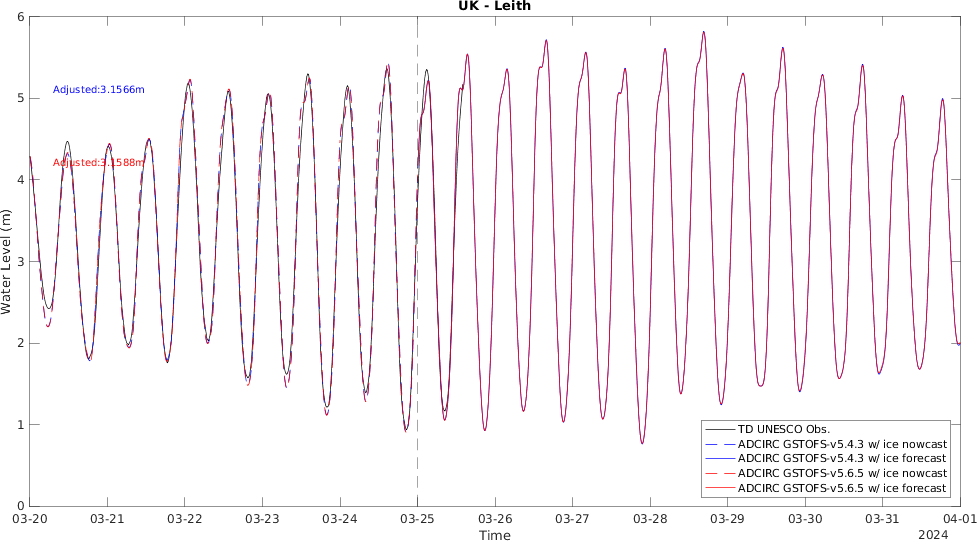 UK - Leith
6
5
4
3
2
1
0
Water Level (m)
Adjusted:3.1566m
Adjusted:3.1588m
TD UNESCO Obs.
ADCIRC GSTOFS-v5.4.3 w/ ice nowcast
ADCIRC GSTOFS-v5.4.3 w/ ice forecast
ADCIRC GSTOFS-v5.6.5 w/ ice nowcast
ADCIRC GSTOFS-v5.6.5 w/ ice forecast
03-20 03-21 03-22 03-23 03-24 03-25 03-26 03-27 03-28 03-29 03-30 03-31 04-01
Time
2024